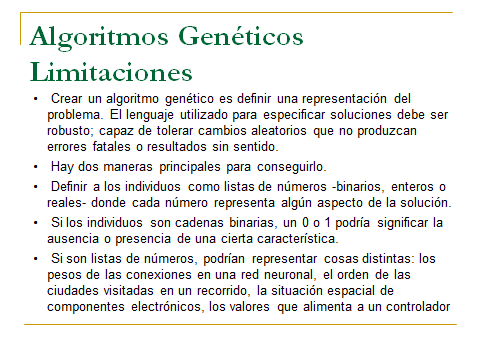 Algoritmos Genéticos
Limitaciones
• Crear un algoritmo genético es definir una representación del
problema. El lenguaje utilizado para especificar soluciones debe ser
robusto; capaz de tolerar cambios aleatorios que no produzcan
errores fatales o resultados sin sentido.
• Hay dos maneras principales para conseguirlo.
• Definir a los individuos como listas de números -binarios, enteros o
reales- donde cada número representa algún aspecto de la solución.
• Si los individuos son cadenas binarias, un 0 o 1 podría significar la
ausencia o presencia de una cierta característica.
• Si son listas de números, podrían representar cosas distintas: los
pesos de las conexiones en una red neuronal, el orden de las
ciudades visitadas en un recorrido, la situación espacial de
componentes electrónicos, los valores que alimenta a un controlador